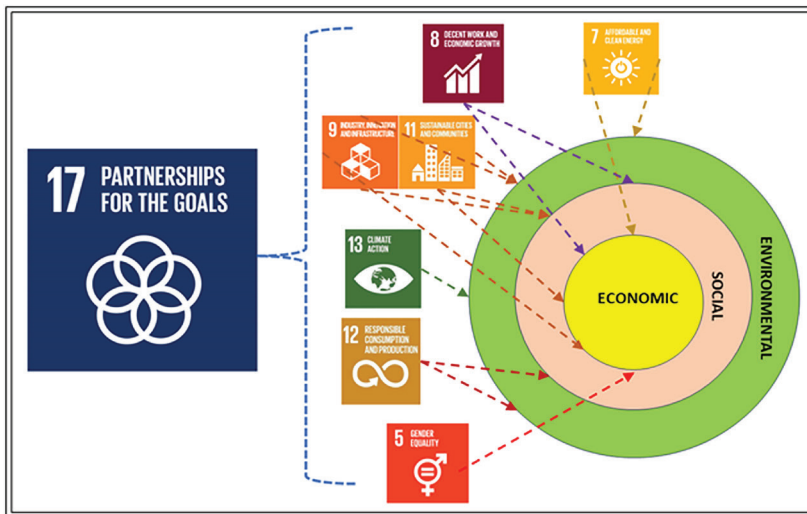 17 PARTNERSHIPS
FOR THE GOALS
8 DECENT WORK AND
ECONOMIC GROWTH
7 AFFORDABLE AND
CLEAN ENERGY
9 INDUSTRY, INNOVATION
AND INFRASTRUCTURE
11 SUSTAINABLE CITIES
AND COMMUNITIES
13 CLIMATE
ACTION
12 RESPONSIBLE
CONSUMPTION
AND PRODUCTION
5 GENDER
EQUALITY
ECONOMIC
SOCIAL
ENVIRONMENTAL